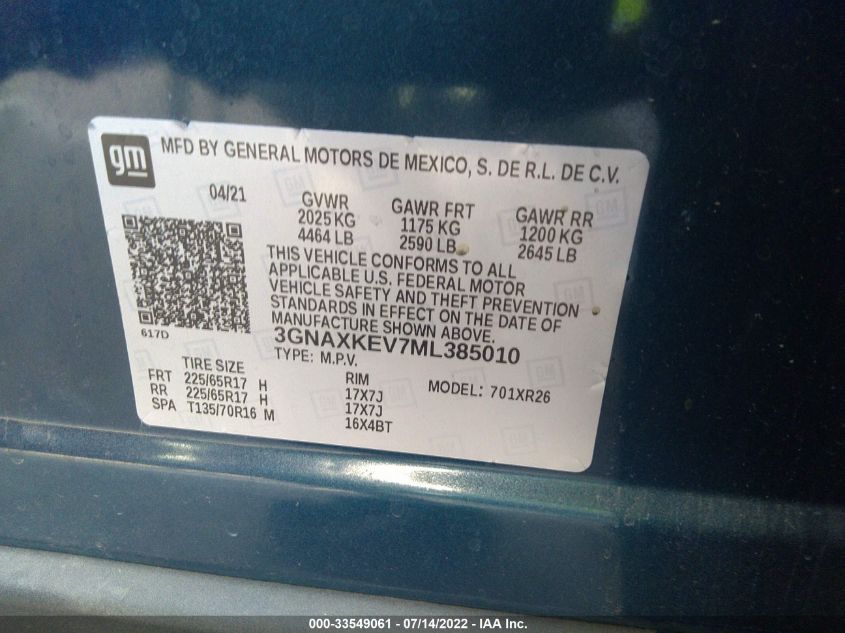 gm
MFD BY GENERAL MOTORS DE MEXICO, S. DE R.L. DE C.V.
04/21
GVWR
2025 KG
4464 LB
GAWR FRT
1175 KG
2590 LB
GAWR RR
1200 KG
2645 LB
THIS VEHICLE CONFORMS TO ALL
APPLICABLE U.S. FEDERAL MOTOR
VEHICLE SAFETY AND THEFT PREVENTION
STANDARDS IN EFFECT ON THE DATE OF
MANUFACTURE SHOWN ABOVE.
617D
3GNAXKEV7ML385010
TYPE: M.P.V.
TIRE SIZE
FRT 225/65R17 H
RR 225/65R17 H
SPA T135/70R16 M
RIM
17X7J
17X7J
16X4BT
MODEL: 701XR26
000-33549061 - 07/14/2022 - IAA Inc.